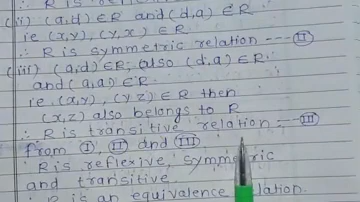 ∴ R is
(ii) (a,d) ∈ R and (d,a) ∈ R
ie (x,y), (y,x) ∈ R
∴ R is symmetric relation --- II
(iii) (a,d) ∈ R, also (d,a) ∈ R.
and (a,a) ∈ R.
ie. (x,y), (y z) ∈ R then
(x,z) also belongs to R
∴ R is transitive relation --- III
from I, II and III
R is reflexive, symmetric
and transitive
R is an equivalence